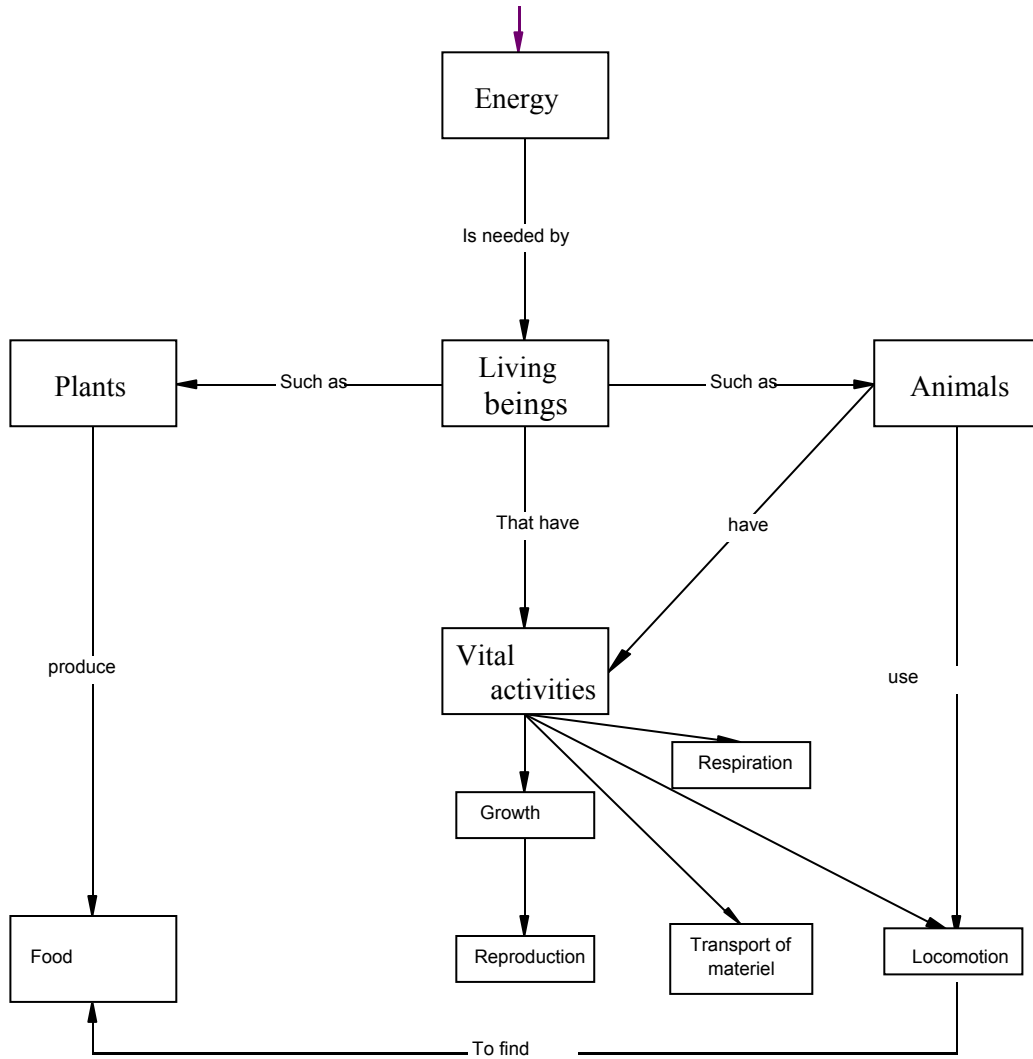 Energy
Is needed by
Plants
Such as
Living
beings
Such as
Animals
That have
have
produce
Vital
activities
use
Respiration
Growth
Food
Reproduction
Transport of
materiel
Locomotion
To find